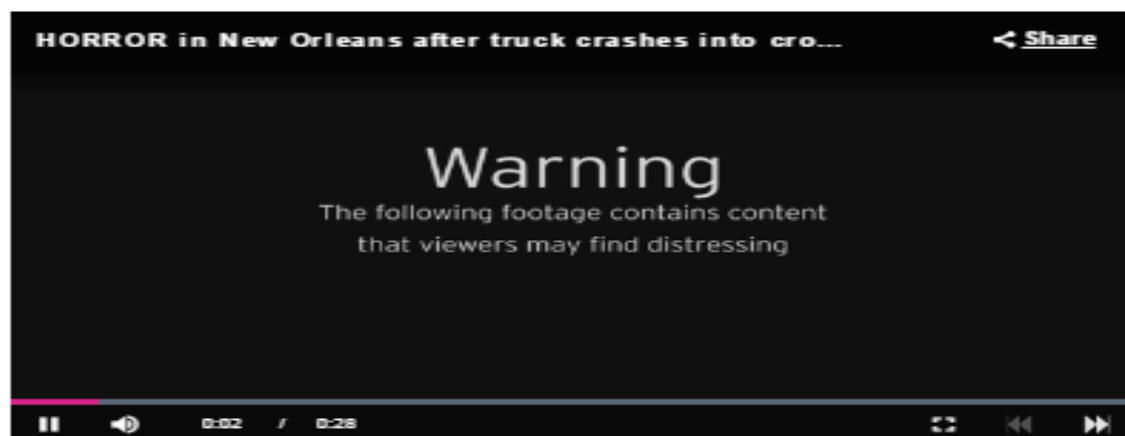 HORROR in New Orleans after truck crashes into cro...
Share
Warning
The following footage contains content
that viewers may find distressing
0:02 / 0:28